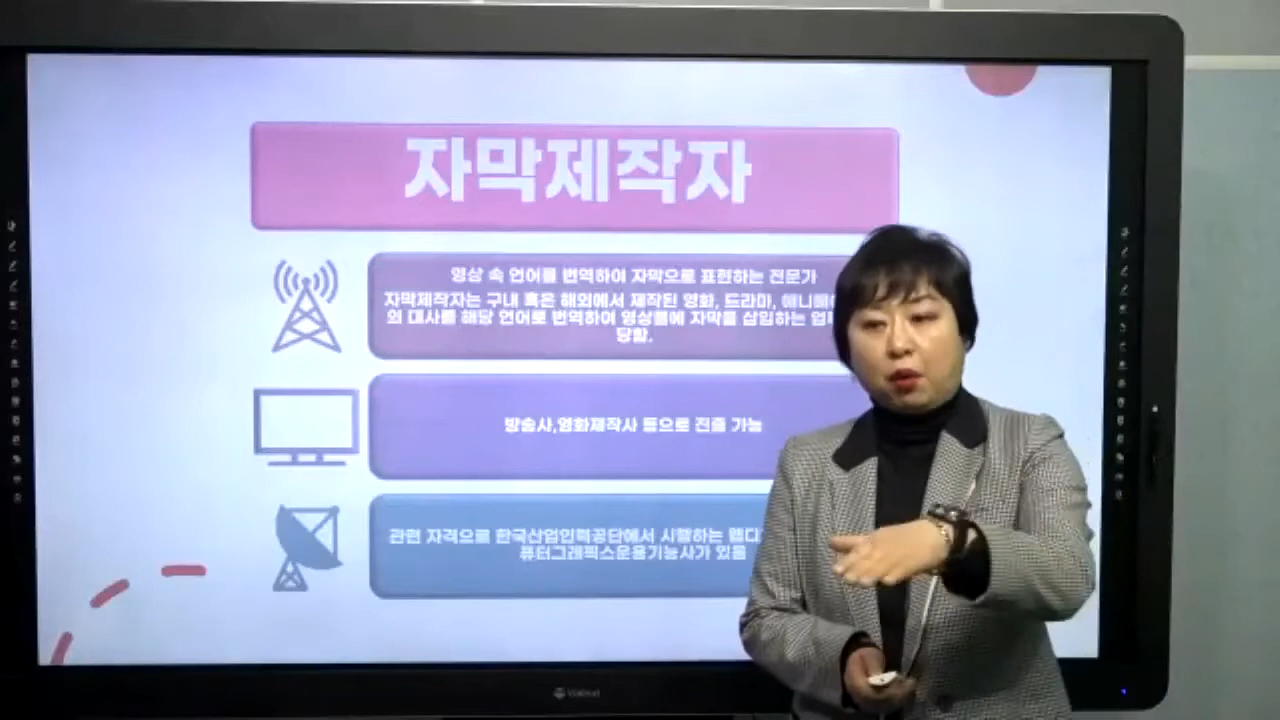 자막제작자
영상 속 언어를 번역하여 자막으로 표현하는 전문가
자막제작자는 구내 혹은 해외에서 제작된 영화, 드라마,
의 대사를 해당 언어로 번역하여 영상물에 자막을 삽입하는
당함.
방송사,영화제작사 등으로 진출 가능
관련 자격으로 한국산업인력공단에서 시행하는
퓨터그래픽스운용기능사가 있음